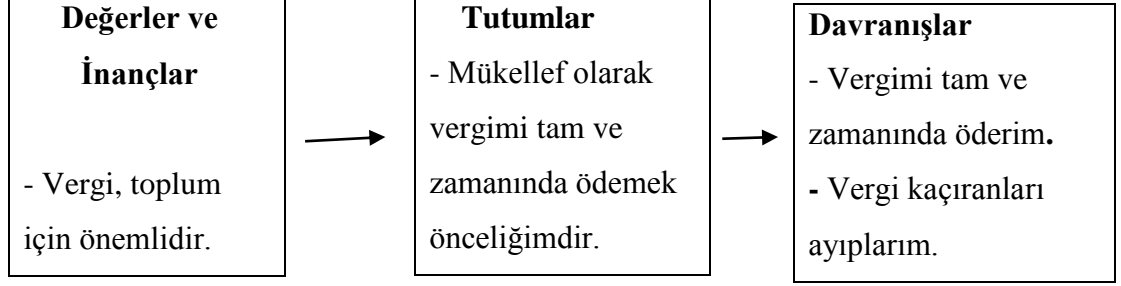 Değerler ve
İnançlar
- Vergi, toplum
için önemlidir.
Tutumlar
- Mükellef olarak
vergimi tam ve
zamanında ödemek
önceliğimdir.
Davranışlar
- Vergimi tam ve
zamanında öderim.
- Vergi kaçıranları
ayıplarım.